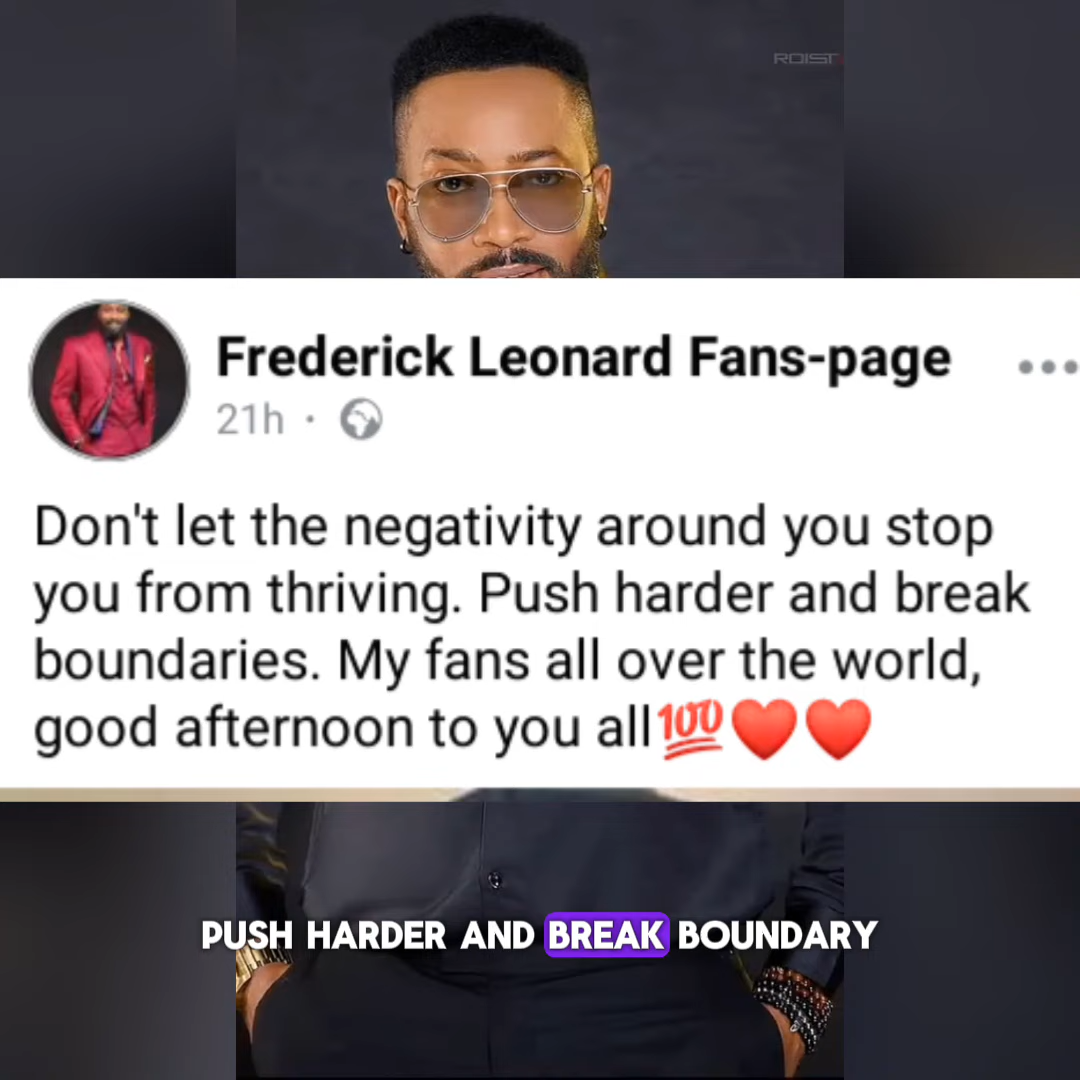 ROIST
Frederick Leonard Fans-page
21h ·
Don't let the negativity around you stop
you from thriving. Push harder and break
boundaries. My fans all over the world,
good afternoon to you all💯❤️❤️
PUSH HARDER AND BREAK BOUNDARY